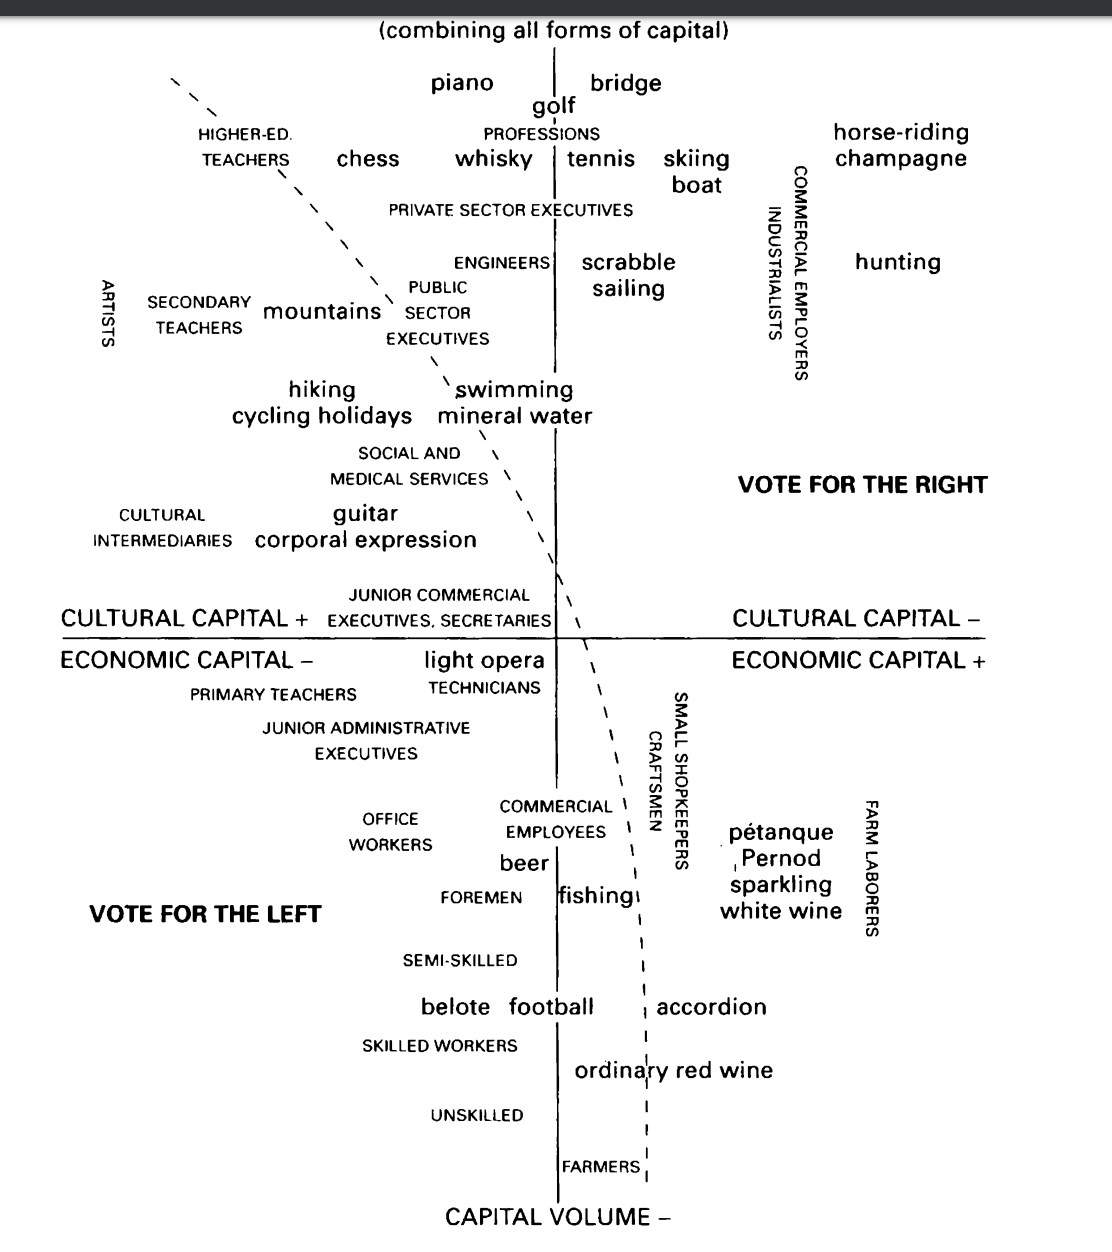 (combining all forms of capital)
piano
bridge
golf
HIGHER-ED.
TEACHERS
PROFESSIONS
horse-riding
champagne
chess
whisky
tennis
skiing
boat
COMMERCIAL EMPLOYERS
INDUSTRIALISTS
PRIVATE SECTOR EXECUTIVES
ENGINEERS
scrabble
sailing
hunting
ARTISTS
SECONDARY
TEACHERS
mountains
PUBLIC
SECTOR
EXECUTIVES
hiking
cycling holidays
swimming
mineral water
SOCIAL AND
MEDICAL SERVICES
VOTE FOR THE RIGHT
CULTURAL
INTERMEDIARIES
guitar
corporal expression
JUNIOR COMMERCIAL
EXECUTIVES, SECRETARIES
CULTURAL CAPITAL +
CULTURAL CAPITAL –
ECONOMIC CAPITAL –
ECONOMIC CAPITAL +
light opera
TECHNICIANS
PRIMARY TEACHERS
JUNIOR ADMINISTRATIVE
EXECUTIVES
SMALL SHOPKEEPERS
CRAFTSMEN
OFFICE
WORKERS
COMMERCIAL
EMPLOYEES
beer
pétanque
Pernod
sparkling
white wine
FARM LABORERS
FOREMEN
fishing
VOTE FOR THE LEFT
SEMI-SKILLED
belote
football
accordion
SKILLED WORKERS
ordinary red wine
UNSKILLED
FARMERS
CAPITAL VOLUME –